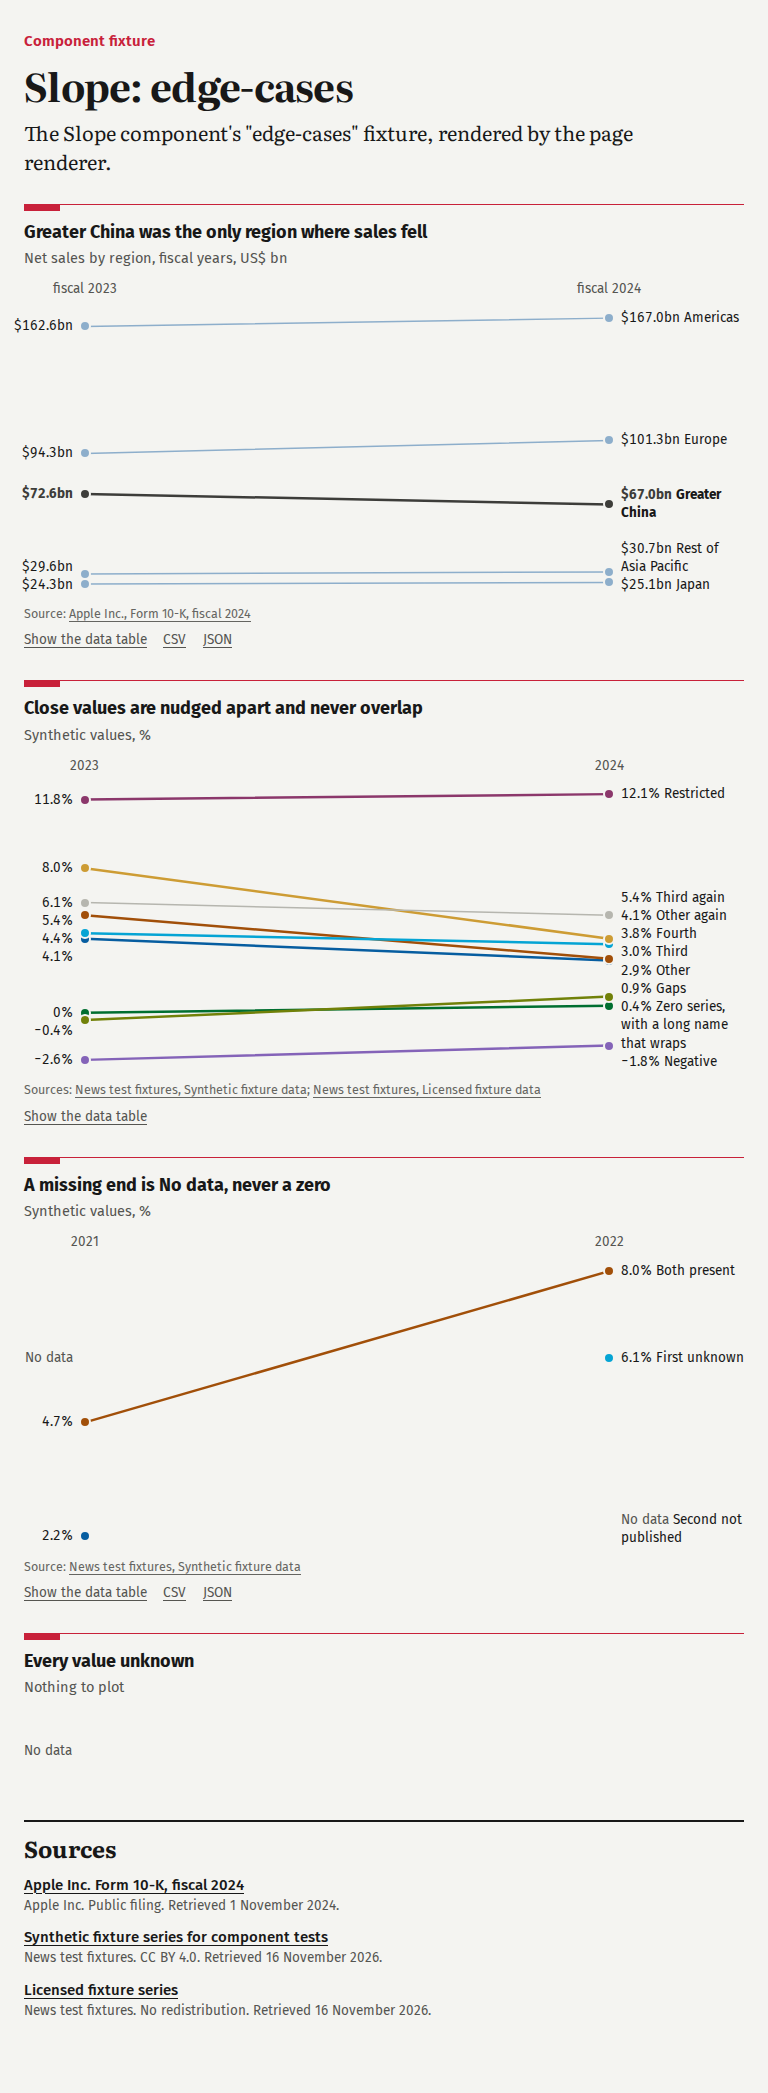 Component fixture
Slope: edge-cases
The Slope component's "edge-cases" fixture, rendered by the page
renderer.
Greater China was the only region where sales fell
Net sales by region, fiscal years, US$ bn
fiscal 2023
fiscal 2024
$162.6bn
$167.0bn Americas
$94.3bn
$101.3bn Europe
$72.6bn
$67.0bn Greater
China
$29.6bn
$30.7bn Rest of
Asia Pacific
$24.3bn
$25.1bn Japan
Source: Apple Inc., Form 10-K, fiscal 2024
Show the data table CSV JSON
Close values are nudged apart and never overlap
Synthetic values, %
2023
2024
11.8%
12.1% Restricted
8.0%
6.1%
5.4%
4.4%
4.1%
0%
−0.4%
−2.6%
5.4% Third again
4.1% Other again
3.8% Fourth
3.0% Third
2.9% Other
0.9% Gaps
0.4% Zero series,
with a long name
that wraps
−1.8% Negative
Sources: News test fixtures, Synthetic fixture data; News test fixtures, Licensed fixture data
Show the data table
A missing end is No data, never a zero
Synthetic values, %
2021
2022
8.0% Both present
No data
6.1% First unknown
4.7%
2.2%
No data Second not
published
Source: News test fixtures, Synthetic fixture data
Show the data table CSV JSON
Every value unknown
Nothing to plot
No data
Sources
Apple Inc. Form 10-K, fiscal 2024
Apple Inc. Public filing. Retrieved 1 November 2024.
Synthetic fixture series for component tests
News test fixtures. CC BY 4.0. Retrieved 16 November 2026.
Licensed fixture series
News test fixtures. No redistribution. Retrieved 16 November 2026.